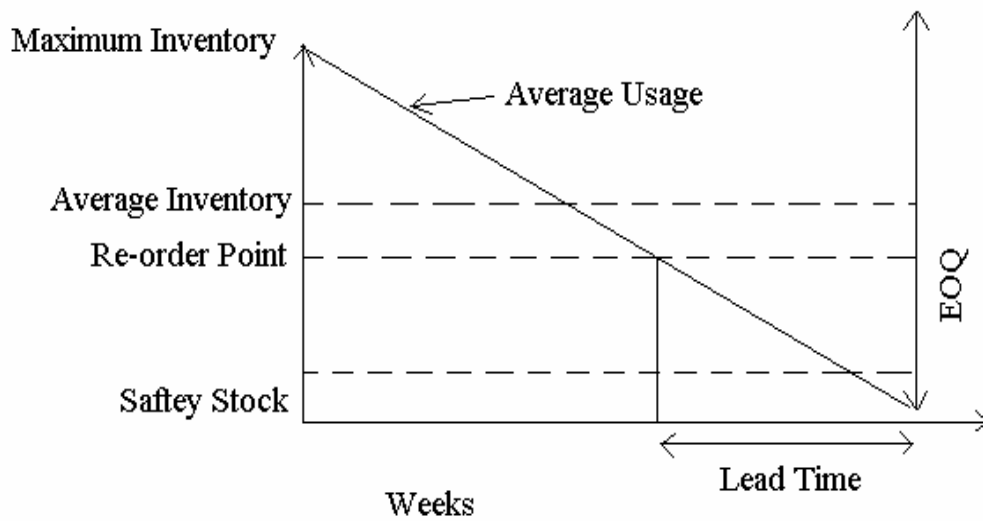 Maximum Inventory
Average Usage
Average Inventory
Re-order Point
EOQ
Saftey Stock
Lead Time
Weeks